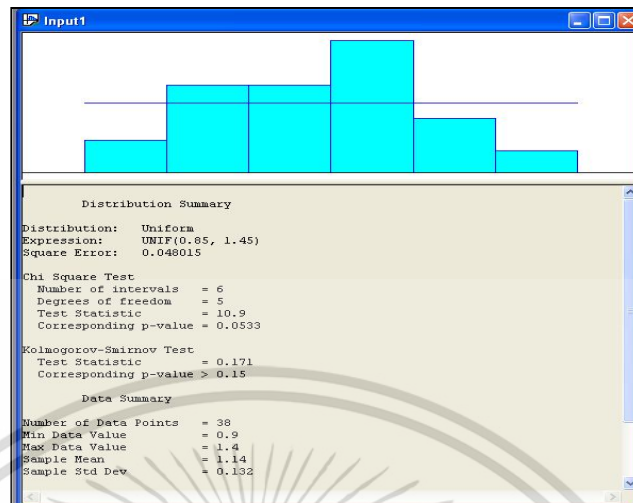 Input1
Distribution Summary
Distribution: Uniform
Expression: UNIF(0.85, 1.45)
Square Error: 0.048015
Chi Square Test
Number of intervals = 6
Degrees of freedom = 5
Test Statistic = 10.9
Corresponding p-value = 0.0533
Kolmogorov-Smirnov Test
Test Statistic = 0.171
Corresponding p-value > 0.15
Data Summary
Number of Data Points = 38
Min Data Value = 0.9
Max Data Value = 1.4
Sample Mean = 1.14
Sample Std Dev = 0.132